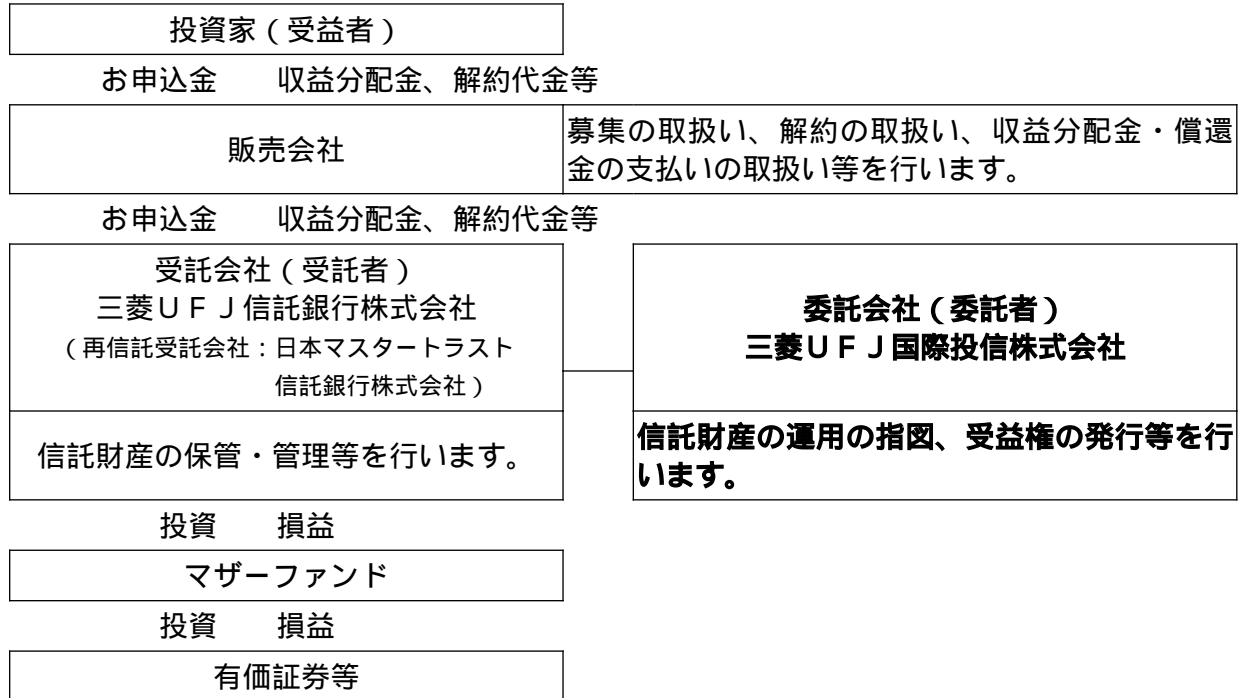 投資家（受益者）
お申込金　　収益分配金、解約代金等
販売会社
募集の取扱い、解約の取扱い、収益分配金・償還
金の支払いの取扱い等を行います。
お申込金　　収益分配金、解約代金等
受託会社（受託者）
三菱ＵＦＪ信託銀行株式会社
（再信託受託会社：日本マスタートラスト
信託銀行株式会社）
委託会社（委託者）
三菱ＵＦＪ国際投信株式会社
信託財産の保管・管理等を行います。
信託財産の運用の指図、受益権の発行等を行
います。
投資　　損益
マザーファンド
投資　　損益
有価証券等